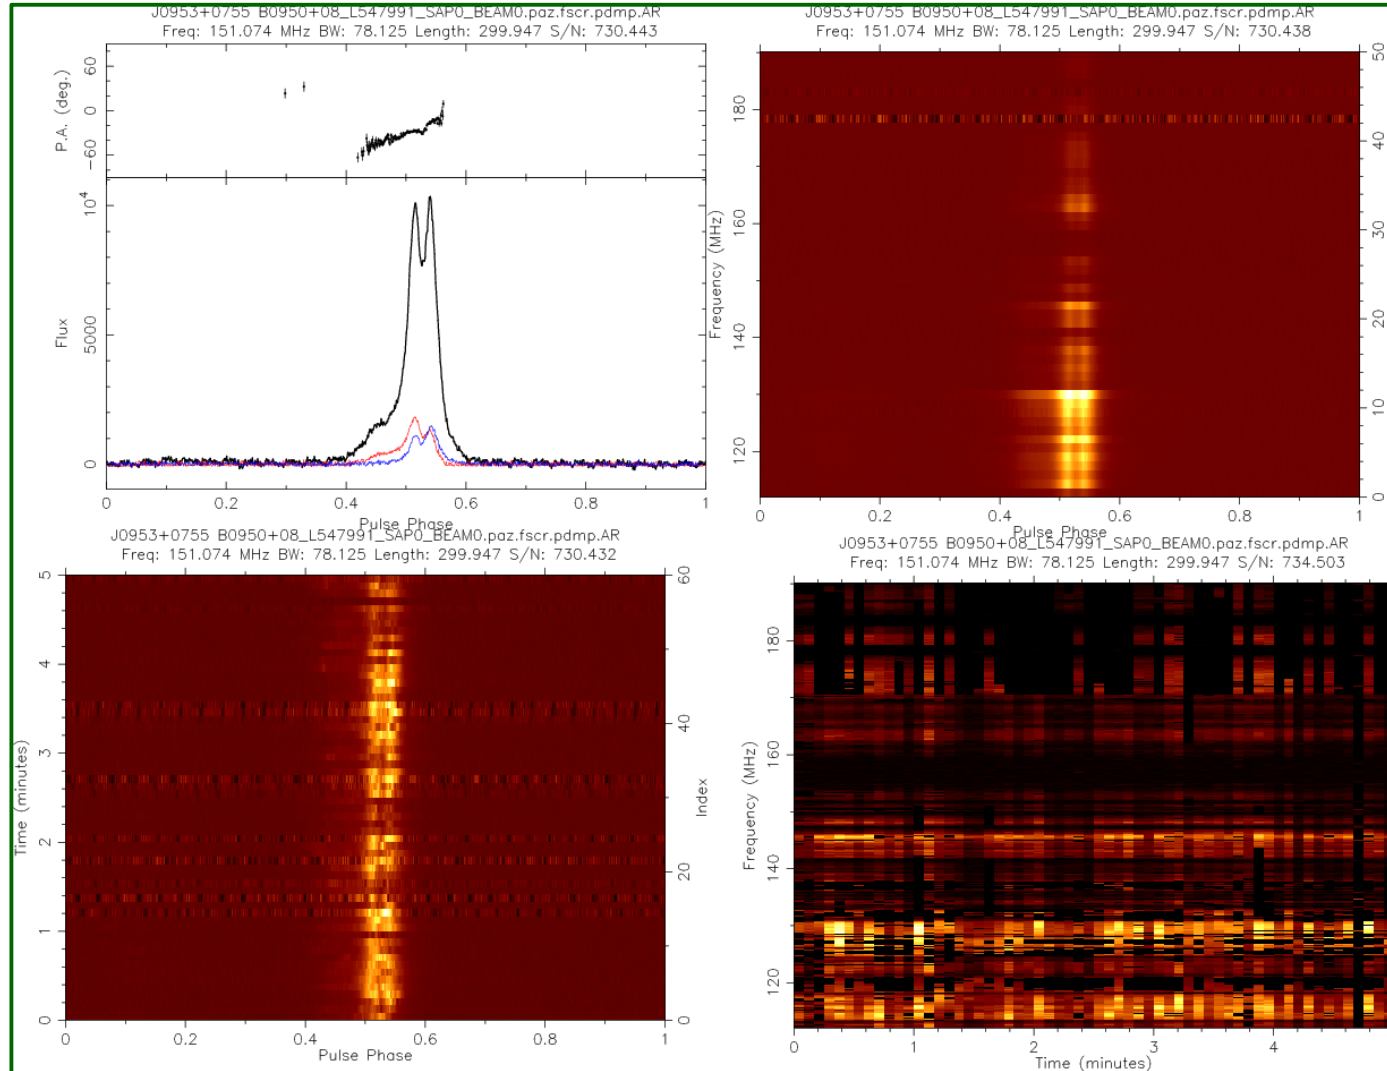 J0953+0755 B0950+08_L547991_SAP0_BEAM0.paz.fscr.pdmp.AR
Freq: 151.074 MHz BW: 78.125 Length: 299.947 S/N: 730.443
P.A. (deg.)
60
0
−60
Flux
10^4
5000
0
0 0.2 0.4 0.6 0.8 1
Pulse Phase
J0953+0755 B0950+08_L547991_SAP0_BEAM0.paz.fscr.pdmp.AR
Freq: 151.074 MHz BW: 78.125 Length: 299.947 S/N: 730.438
Frequency (MHz)
180
160
140
120
50
40
30
20
10
0
0 0.2 0.4 0.6 0.8 1
Pulse Phase
J0953+0755 B0950+08_L547991_SAP0_BEAM0.paz.fscr.pdmp.AR
Freq: 151.074 MHz BW: 78.125 Length: 299.947 S/N: 730.432
Time (minutes)
5
4
3
2
1
0
Index
60
40
20
0
0 0.2 0.4 0.6 0.8 1
Pulse Phase
J0953+0755 B0950+08_L547991_SAP0_BEAM0.paz.fscr.pdmp.AR
Freq: 151.074 MHz BW: 78.125 Length: 299.947 S/N: 734.503
Frequency (MHz)
180
160
140
120
0 1 2 3 4
Time (minutes)